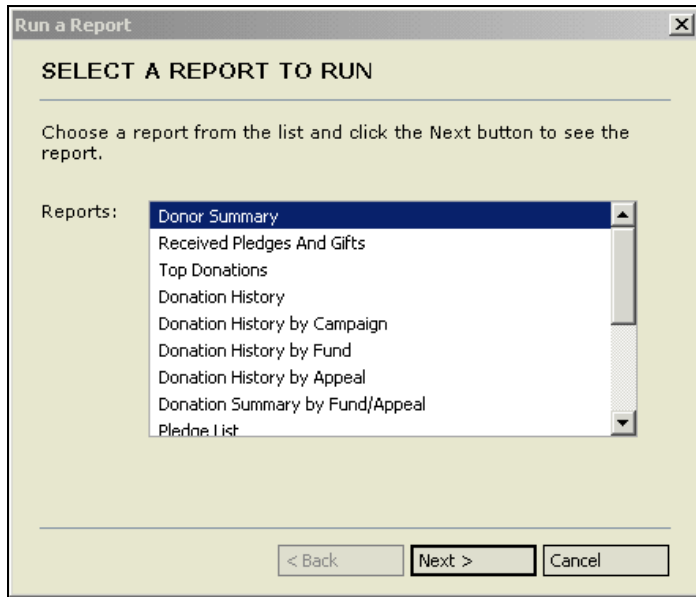 Run a Report
SELECT A REPORT TO RUN
Choose a report from the list and click the Next button to see the
report.
Reports:
Donor Summary
Received Pledges And Gifts
Top Donations
Donation History
Donation History by Campaign
Donation History by Fund
Donation History by Appeal
Donation Summary by Fund/Appeal
Pledge List
< Back
Next >
Cancel